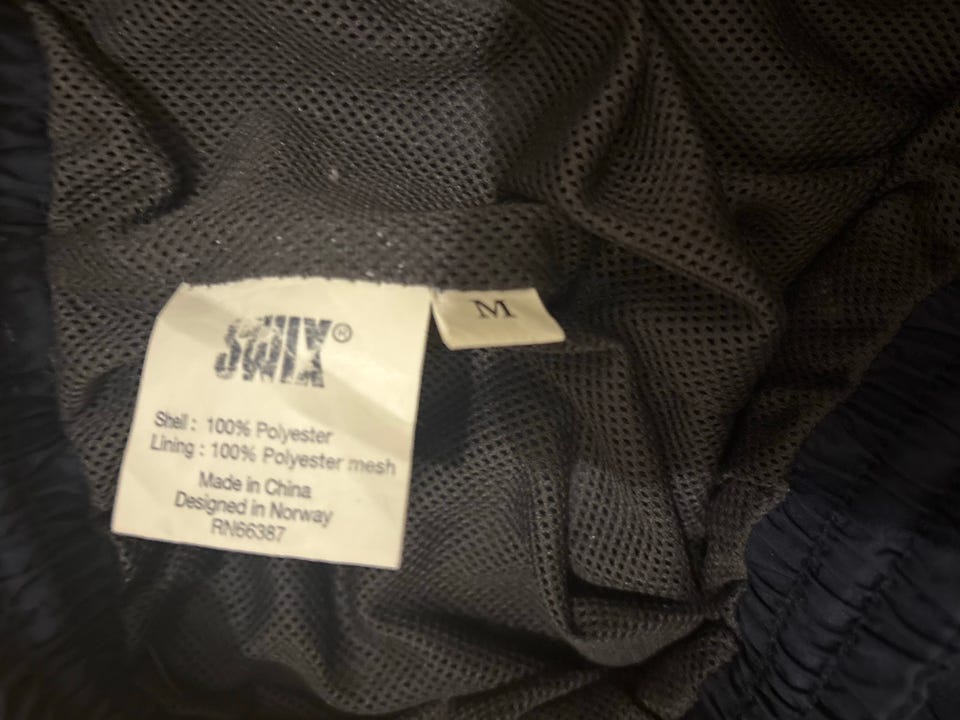 SWIX®
M
Shell : 100% Polyester
Lining : 100% Polyester mesh
Made in China
Designed in Norway
RN66387